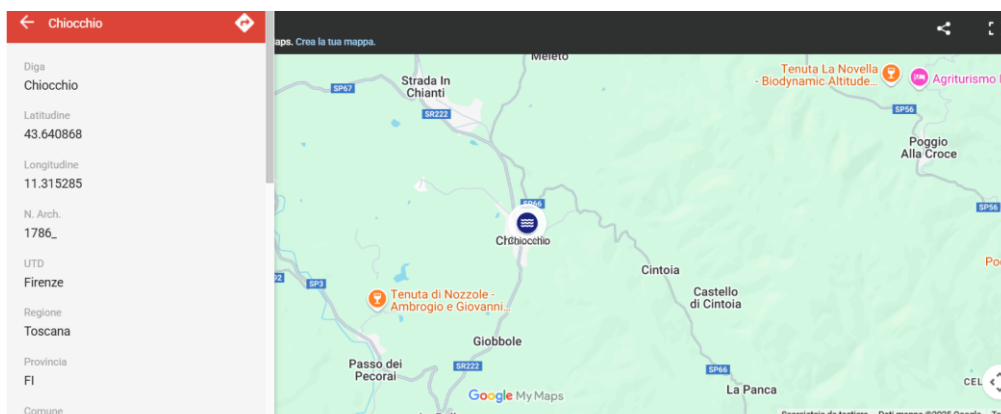 Chiocchio
aps. Crea la tua mappa.
Diga
Chiocchio
Latitudine
43.640868
Longitudine
11.315285
N. Arch.
1786_
UTD
Firenze
Regione
Toscana
Provincia
FI
Comune
Meleto
Tenuta La Novella
- Biodynamic Altitude...
Agriturismo
Strada In
Chianti
SP67
SR222
SP56
Poggio
Alla Croce
SP66
SP56
Chiocchio
Cintoia
SP3
Tenuta di Nozzole -
Ambrogio e Giovanni...
Castello
di Cintoia
Giobbole
Passo dei
Pecorai
SR222
SP66
La Panca
CEL
Google My Maps